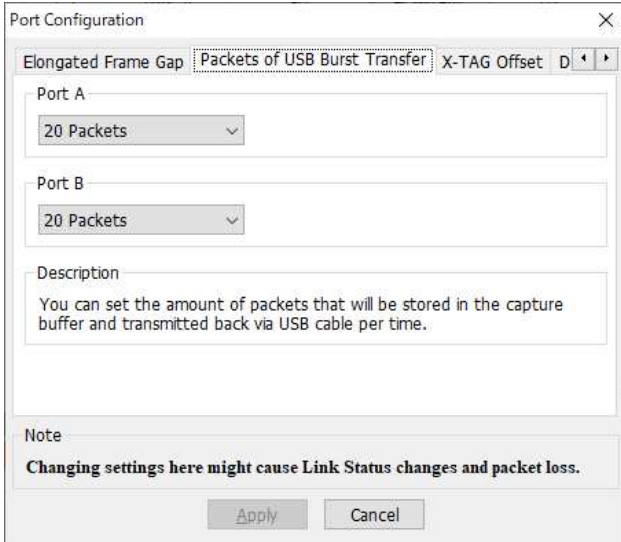 Port Configuration
Elongated Frame Gap Packets of USB Burst Transfer X-TAG Offset D
Port A
20 Packets
Port B
20 Packets
Description
You can set the amount of packets that will be stored in the capture
buffer and transmitted back via USB cable per time.
Note
Changing settings here might cause Link Status changes and packet loss.
Apply Cancel